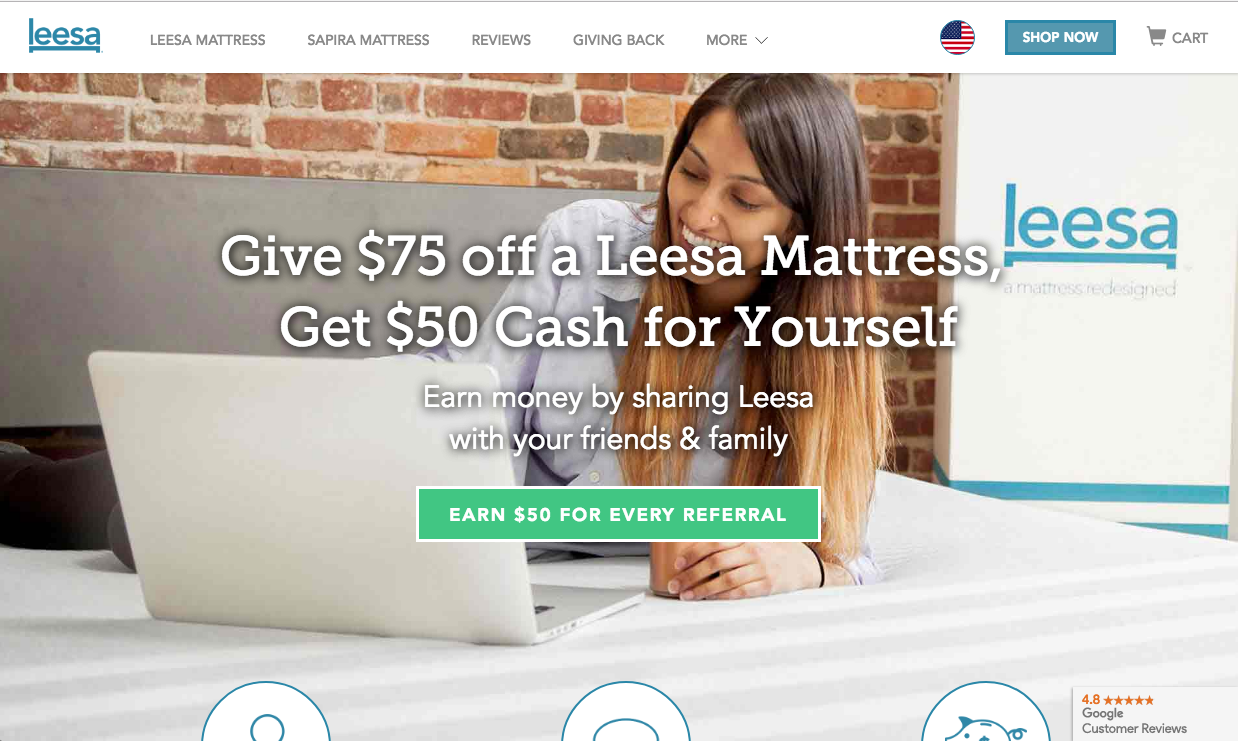 leesa
LEESA MATTRESS
SAPIRA MATTRESS
REVIEWS
GIVING BACK
MORE
SHOP NOW
CART
leesa
a mattress redesigned
Give $75 off a Leesa Mattress,
Get $50 Cash for Yourself
Earn money by sharing Leesa
with your friends & family
EARN $50 FOR EVERY REFERRAL
4.8
Google
Customer Reviews